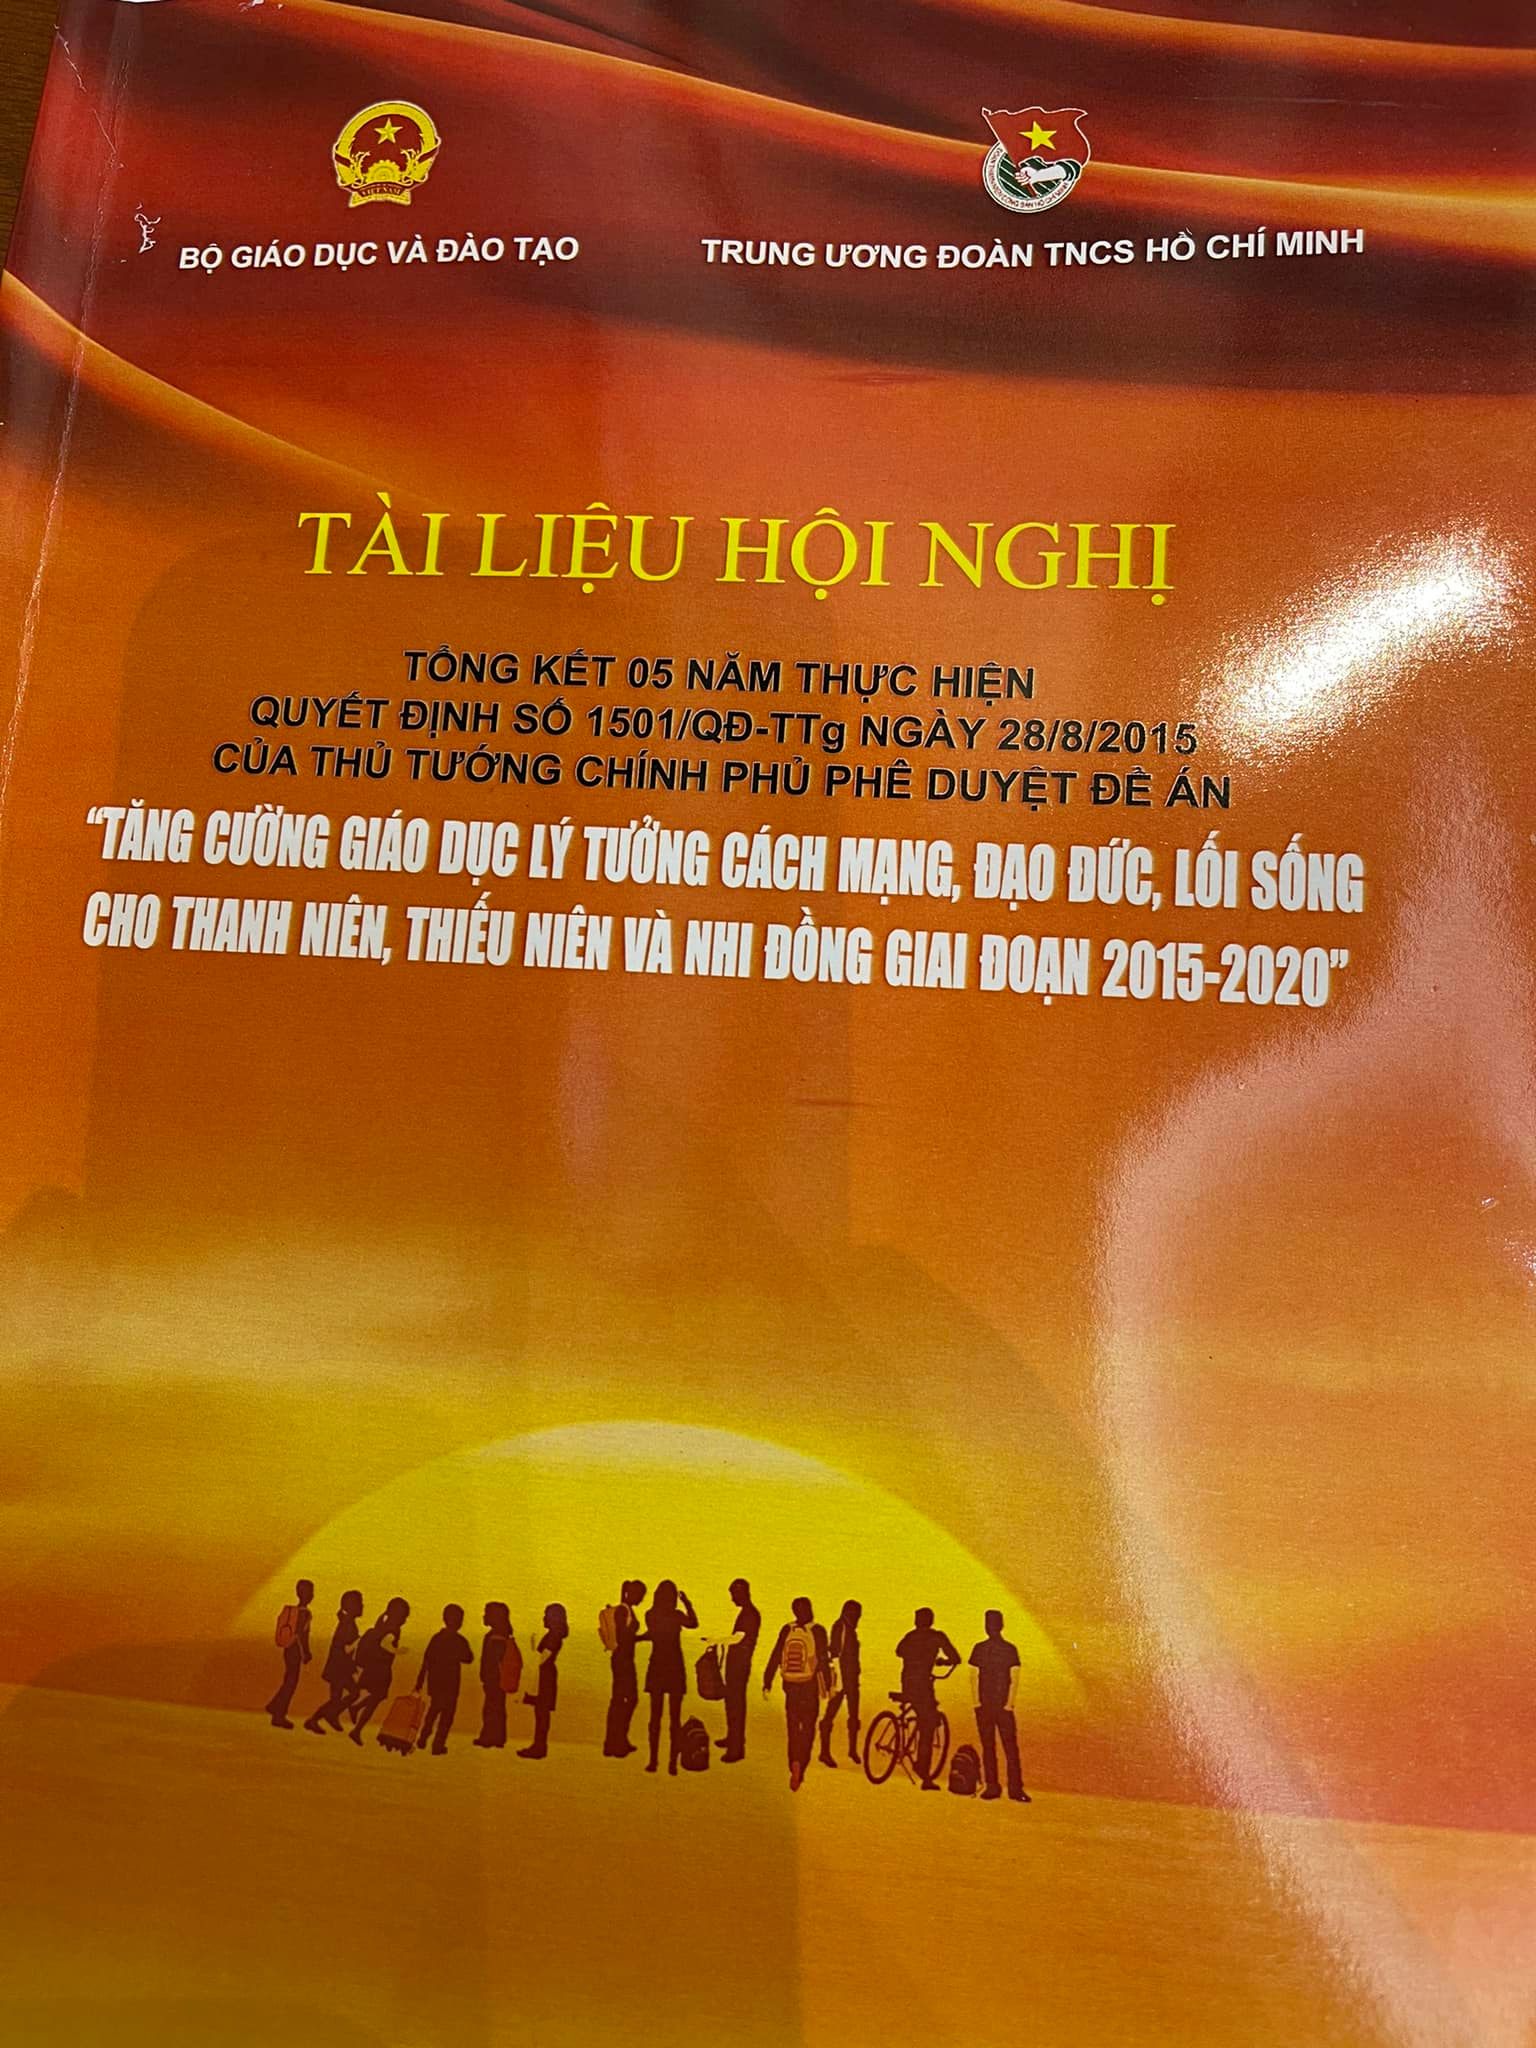 VIỆT NAM
BỘ GIÁO DỤC VÀ ĐÀO TẠO
TRUNG ƯƠNG ĐOÀN TNCS HỒ CHÍ MINH
TÀI LIỆU HỘI NGHỊ
TỔNG KẾT 05 NĂM THỰC HIỆN
QUYẾT ĐỊNH SỐ 1501/QĐ-TTg NGÀY 28/8/2015
CỦA THỦ TƯỚNG CHÍNH PHỦ PHÊ DUYỆT ĐỀ ÁN
“TĂNG CƯỜNG GIÁO DỤC LÝ TƯỞNG CÁCH MẠNG, ĐẠO ĐỨC, LỐI SỐNG
CHO THANH NIÊN, THIẾU NIÊN VÀ NHI ĐỒNG GIAI ĐOẠN 2015-2020”